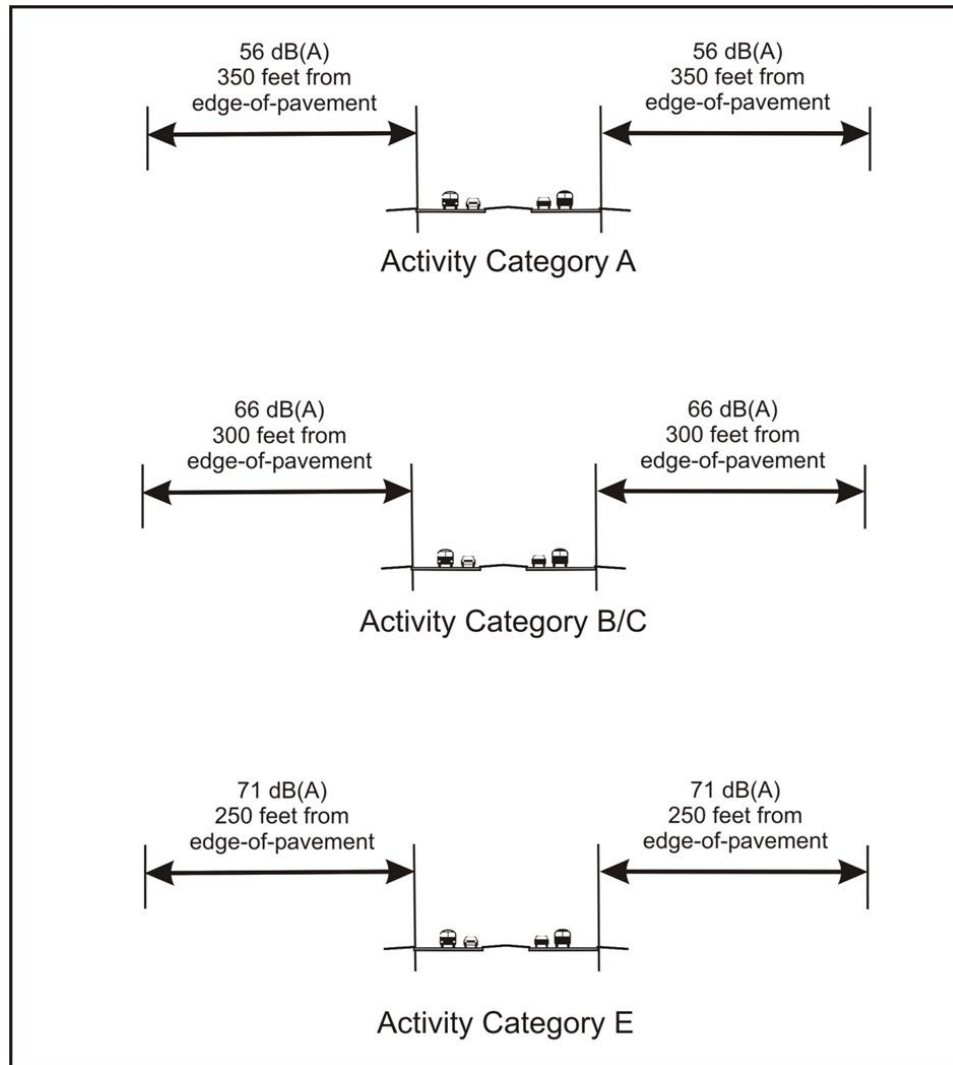 56 dB(A)
350 feet from
edge-of-pavement
56 dB(A)
350 feet from
edge-of-pavement
Activity Category A
66 dB(A)
300 feet from
edge-of-pavement
66 dB(A)
300 feet from
edge-of-pavement
Activity Category B/C
71 dB(A)
250 feet from
edge-of-pavement
71 dB(A)
250 feet from
edge-of-pavement
Activity Category E